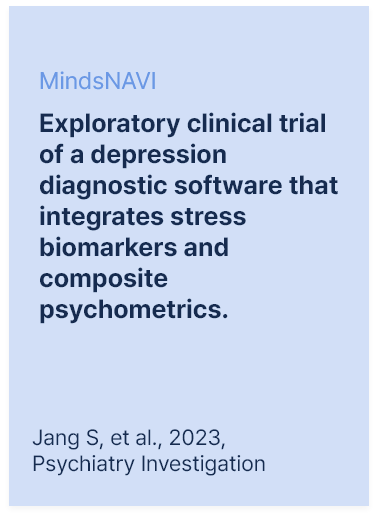 MindsNAVI
Exploratory clinical trial
of a depression
diagnostic software that
integrates stress
biomarkers and
composite
psychometrics.
Jang S, et al., 2023,
Psychiatry Investigation